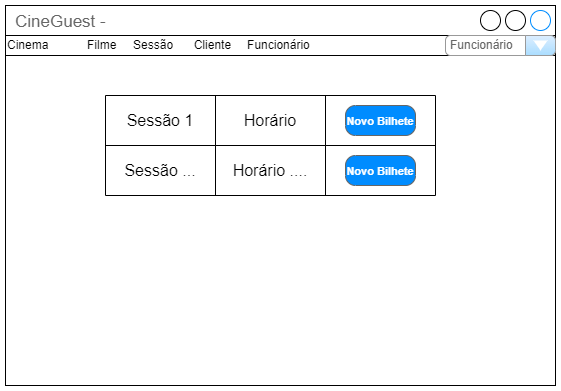 CineGuest -
Cinema Filme Sessão Cliente Funcionário Funcionário
Sessão 1 Horário Novo Bilhete
Sessão ... Horário .... Novo Bilhete